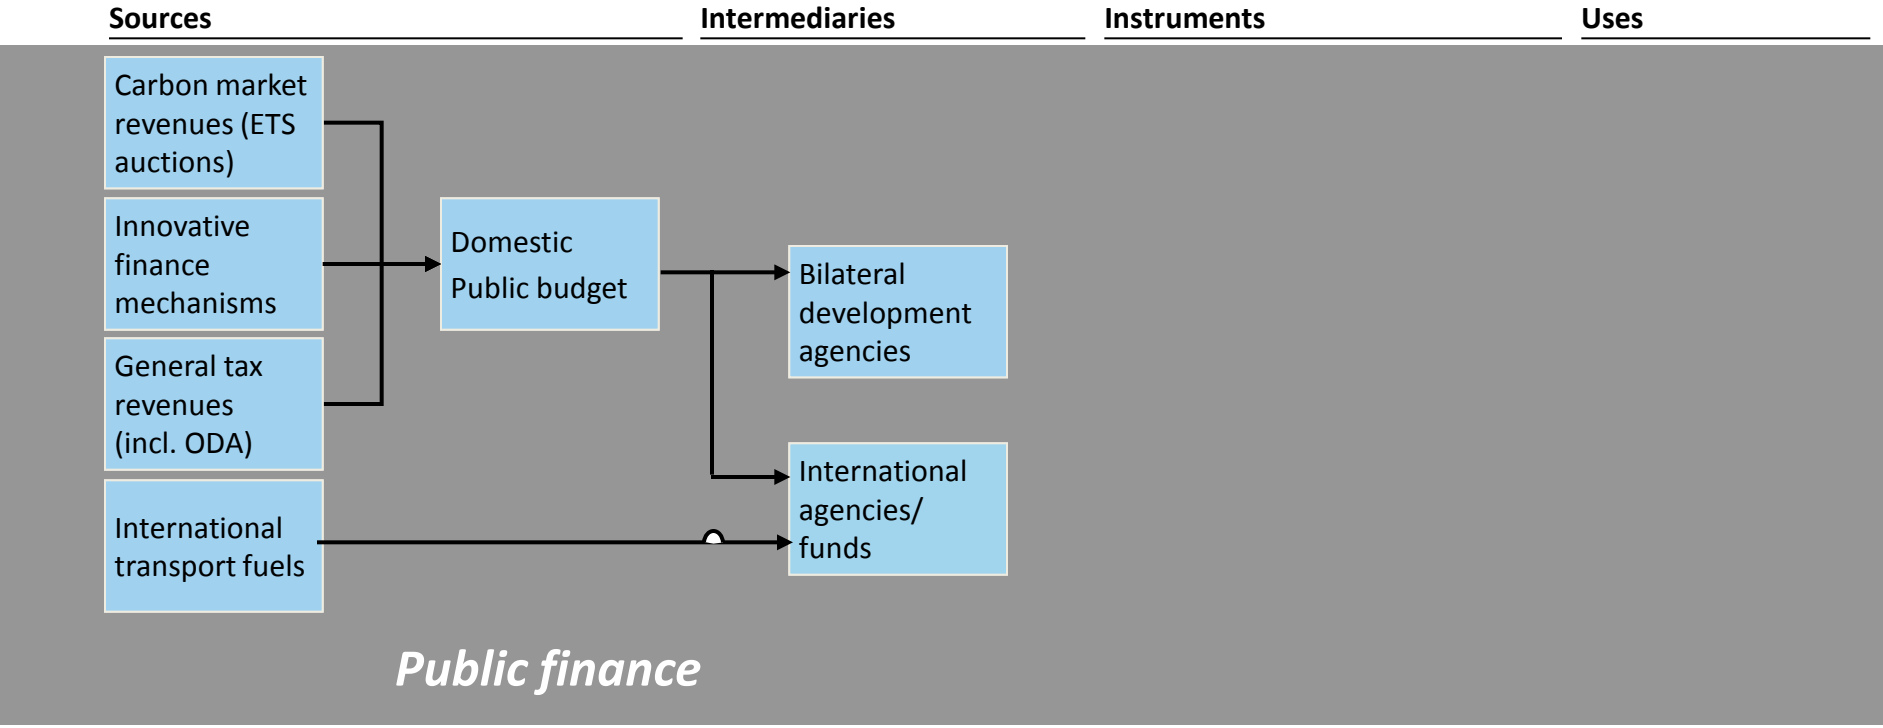 Sources
Intermediaries
Instruments
Uses
Carbon market
revenues (ETS
auctions)
Innovative
finance
mechanisms
General tax
revenues
(incl. ODA)
International
transport fuels
Domestic
Public budget
Bilateral
development
agencies
International
agencies/
funds
Public finance